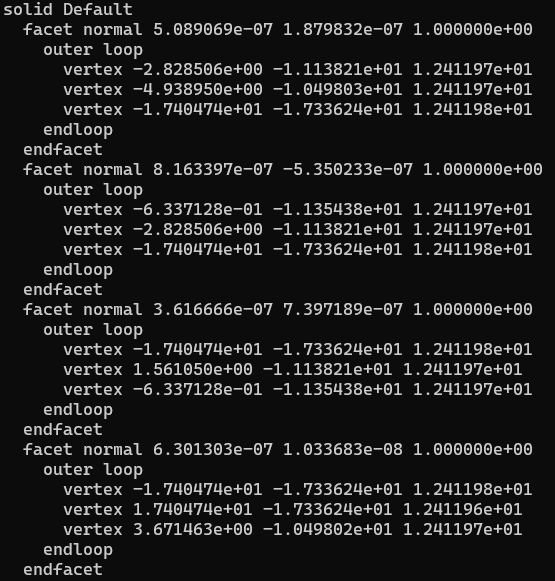 solid Default
facet normal 5.089069e-07 1.879832e-07 1.000000e+00
outer loop
vertex -2.828506e+00 -1.113821e+01 1.241197e+01
vertex -4.938950e+00 -1.049803e+01 1.241197e+01
vertex -1.740474e+01 -1.733624e+01 1.241198e+01
endloop
endfacet
facet normal 8.163397e-07 -5.350233e-07 1.000000e+00
outer loop
vertex -6.337128e-01 -1.135438e+01 1.241197e+01
vertex -2.828506e+00 -1.113821e+01 1.241197e+01
vertex -1.740474e+01 -1.733624e+01 1.241198e+01
endloop
endfacet
facet normal 3.616666e-07 7.397189e-07 1.000000e+00
outer loop
vertex -1.740474e+01 -1.733624e+01 1.241198e+01
vertex 1.561050e+00 -1.113821e+01 1.241197e+01
vertex -6.337128e-01 -1.135438e+01 1.241197e+01
endloop
endfacet
facet normal 6.301303e-07 1.033683e-08 1.000000e+00
outer loop
vertex -1.740474e+01 -1.733624e+01 1.241198e+01
vertex 1.740474e+01 -1.733624e+01 1.241196e+01
vertex 3.671463e+00 -1.049802e+01 1.241197e+01
endloop
endfacet